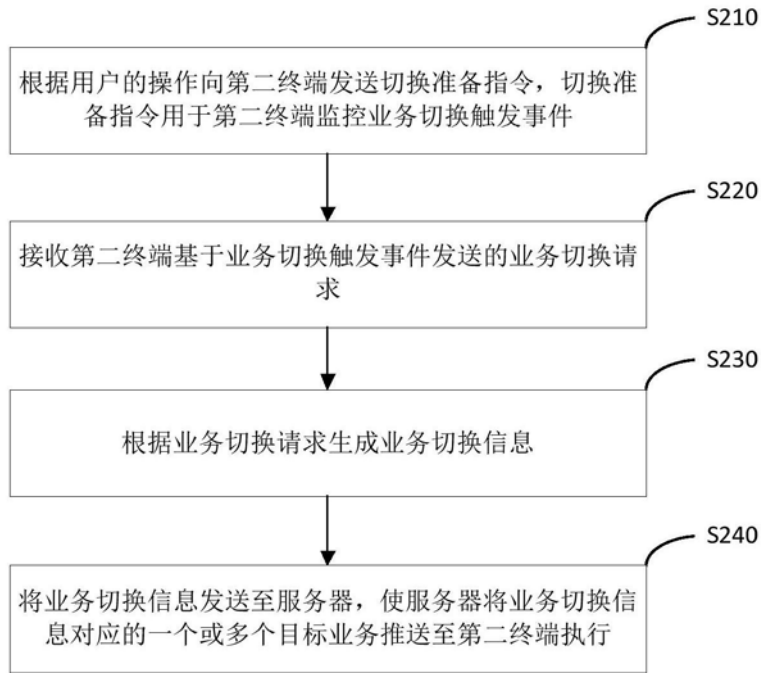 S210
根据用户的操作向第二终端发送切换准备指令，切换准
备指令用于第二终端监控业务切换触发事件
S220
接收第二终端基于业务切换触发事件发送的业务切换请
求
S230
根据业务切换请求生成业务切换信息
S240
将业务切换信息发送至服务器，使服务器将业务切换信
息对应的一个或多个目标业务推送至第二终端执行